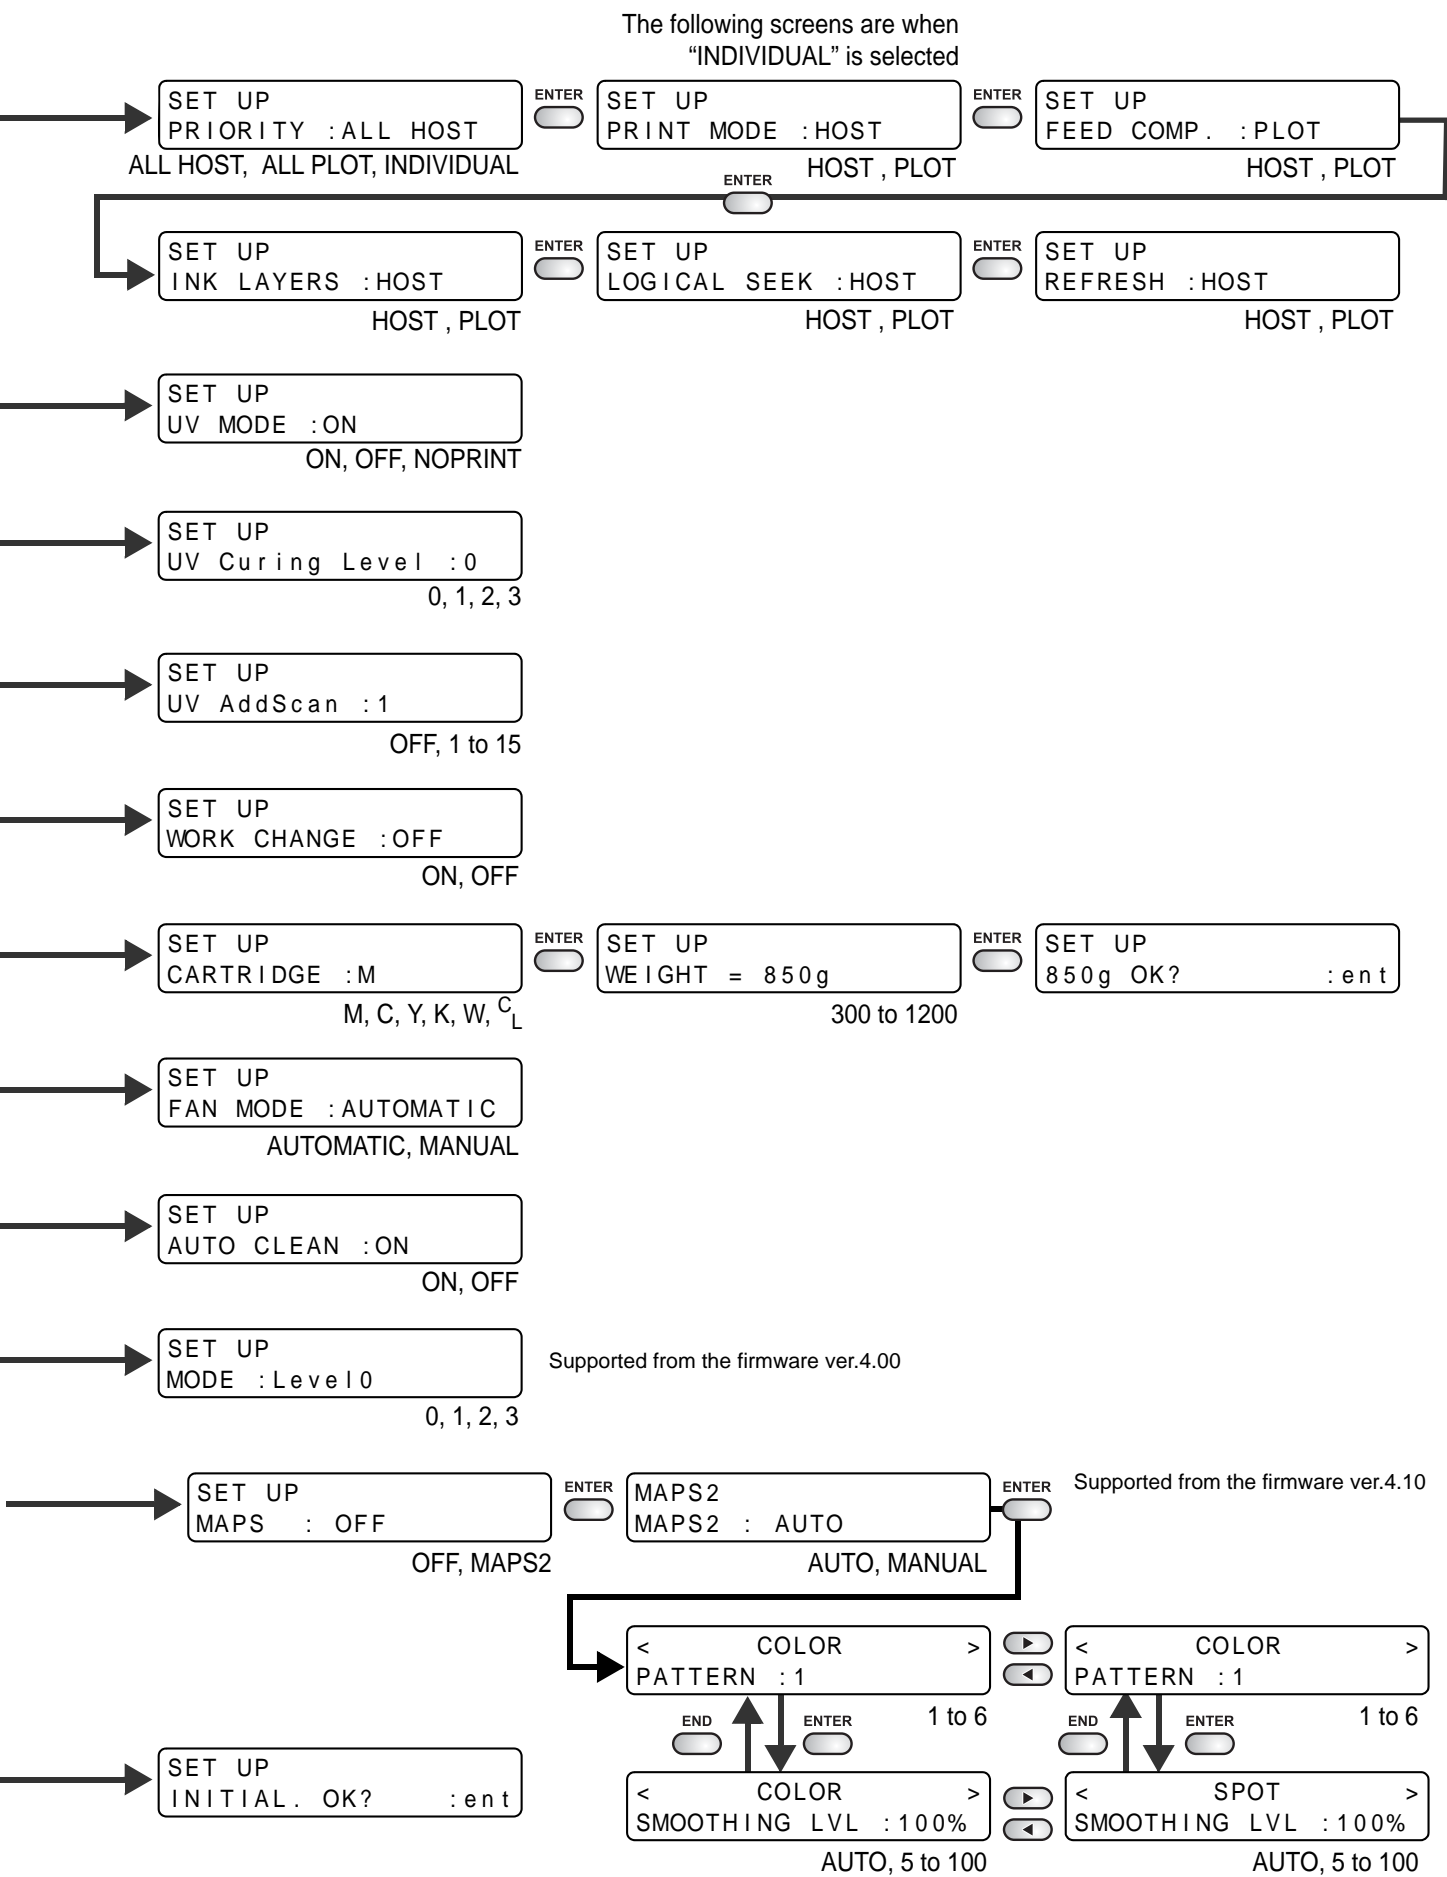 The following screens are when
“INDIVIDUAL” is selected
SET UP
PRIORITY :ALL HOST
ALL HOST, ALL PLOT, INDIVIDUAL
ENTER
SET UP
PRINT MODE :HOST
HOST , PLOT
ENTER
SET UP
FEED COMP. :PLOT
HOST , PLOT
ENTER
SET UP
INK LAYERS :HOST
HOST , PLOT
ENTER
SET UP
LOGICAL SEEK :HOST
HOST , PLOT
ENTER
SET UP
REFRESH :HOST
HOST , PLOT
SET UP
UV MODE :ON
ON, OFF, NOPRINT
SET UP
UV Curing Level :0
0, 1, 2, 3
SET UP
UV AddScan :1
OFF, 1 to 15
SET UP
WORK CHANGE :OFF
ON, OFF
SET UP
CARTRIDGE :M
M, C, Y, K, W, CL
ENTER
SET UP
WEIGHT = 850g
300 to 1200
ENTER
SET UP
850g OK? :ent
SET UP
FAN MODE :AUTOMATIC
AUTOMATIC, MANUAL
SET UP
AUTO CLEAN :ON
ON, OFF
SET UP
MODE :Level0
0, 1, 2, 3
Supported from the firmware ver.4.00
SET UP
MAPS : OFF
OFF, MAPS2
ENTER
MAPS2
MAPS2 : AUTO
AUTO, MANUAL
ENTER
Supported from the firmware ver.4.10
< COLOR >
PATTERN :1
1 to 6
< COLOR >
PATTERN :1
1 to 6
END
ENTER
END
ENTER
SET UP
INITIAL. OK? :ent
< COLOR >
SMOOTHING LVL :100%
AUTO, 5 to 100
< SPOT >
SMOOTHING LVL :100%
AUTO, 5 to 100